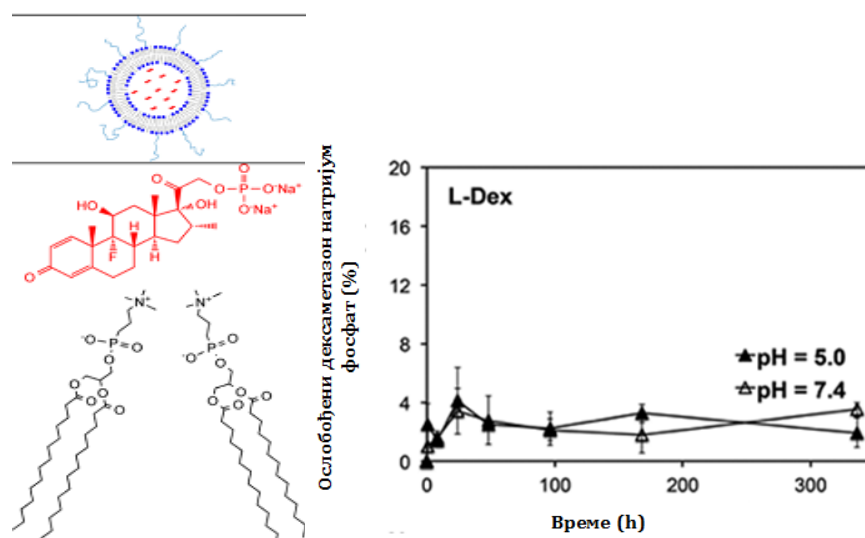 O
O
P
O⁻Na⁺
O
O⁻Na⁺
OH
HO
H
H
F
O
N⁺
N⁺
⁻O
P
O
O
⁻O
P
O
O
O
O
O
O
O
O
O
O
Ослобођени дексаметазон натријум
фосфат (%)
20
16
12
8
4
0
L-Dex
pH = 5.0
pH = 7.4
0
100
200
300
Време (h)